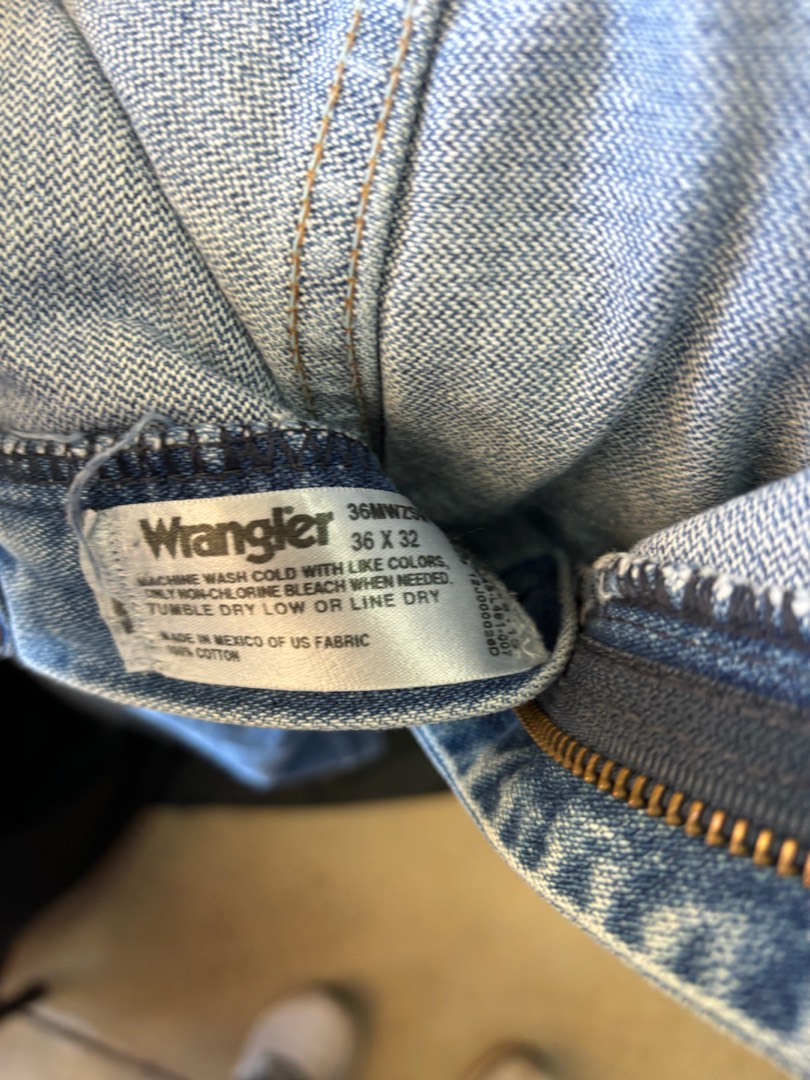 Wrangler
36 X 32
MACHINE WASH COLD WITH LIKE COLORS,
ONLY NON-CHLORINE BLEACH WHEN NEEDED.
TUMBLE DRY LOW OR LINE DRY
MADE IN MEXICO OF US FABRIC
100% COTTON